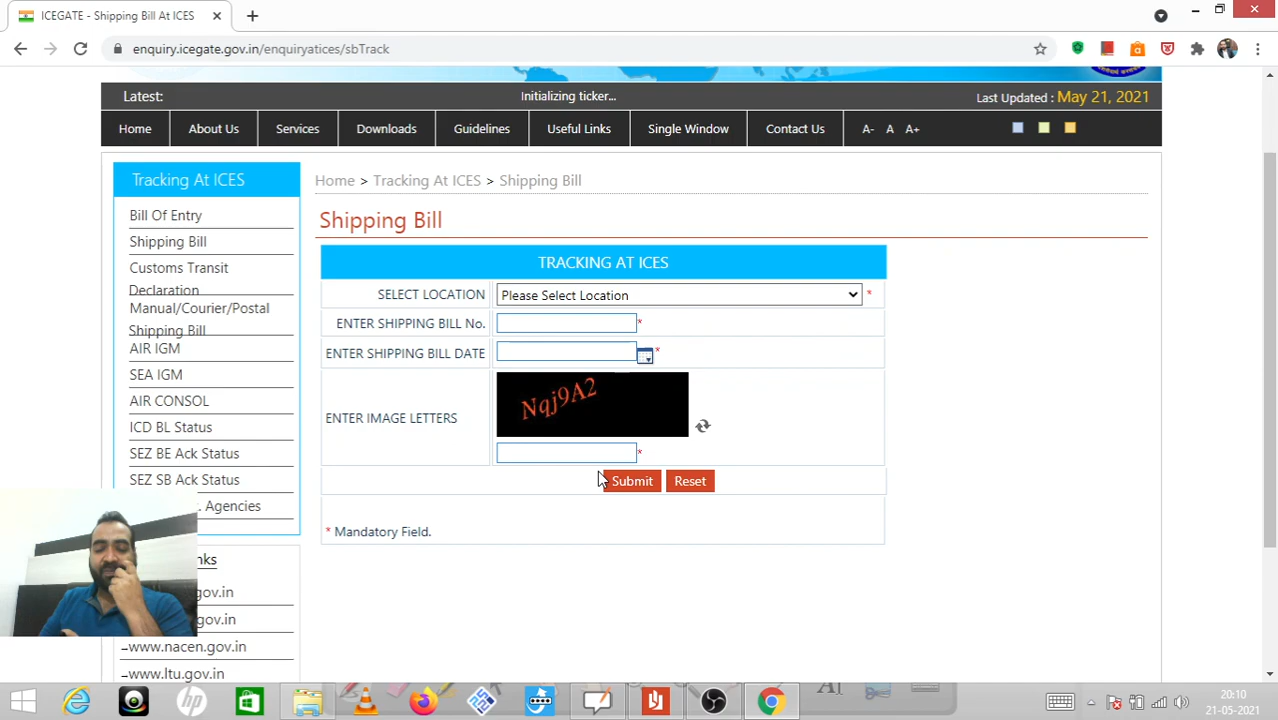 ICEGATE - Shipping Bill At ICES
enquiry.icegate.gov.in/enquiryatices/sbTrack
Latest:
Initializing ticker...
Last Updated : May 21, 2021
Home
About Us
Services
Downloads
Guidelines
Useful Links
Single Window
Contact Us
A- A A+
Tracking At ICES
Bill Of Entry
Shipping Bill
Customs Transit
Declaration
Manual/Courier/Postal
Shipping Bill
AIR IGM
SEA IGM
AIR CONSOL
ICD BL Status
SEZ BE Ack Status
SEZ SB Ack Status
. Agencies
nks
gov.in
gov.in
www.nacen.gov.in
www.ltu.gov.in
Home > Tracking At ICES > Shipping Bill
Shipping Bill
TRACKING AT ICES
SELECT LOCATION
Please Select Location
*
ENTER SHIPPING BILL No.
*
ENTER SHIPPING BILL DATE
*
ENTER IMAGE LETTERS
Nqj9A2
*
Submit
Reset
* Mandatory Field.
20:10
21-05-2021